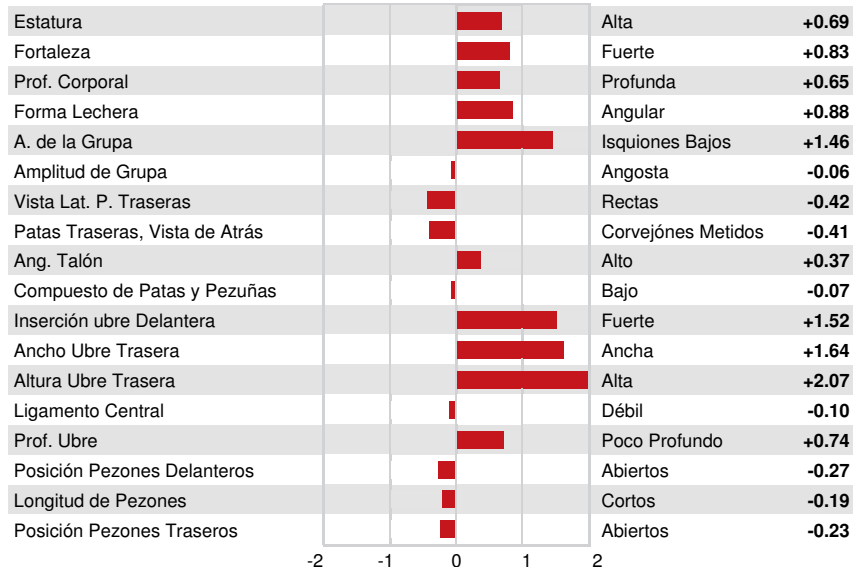 Estatura Alta +0.69
Fortaleza Fuerte +0.83
Prof. Corporal Profunda +0.65
Forma Lechera Angular +0.88
A. de la Grupa Isquiones Bajos +1.46
Amplitud de Grupa Angosta -0.06
Vista Lat. P. Traseras Rectas -0.42
Patas Traseras, Vista de Atrás Corvejónes Metidos -0.41
Ang. Talón Alto +0.37
Compuesto de Patas y Pezuñas Bajo -0.07
Inserción ubre Delantera Fuerte +1.52
Ancho Ubre Trasera Ancha +1.64
Altura Ubre Trasera Alta +2.07
Ligamento Central Débil -0.10
Prof. Ubre Poco Profundo +0.74
Posición Pezones Delanteros Abiertos -0.27
Longitud de Pezones Cortos -0.19
Posición Pezones Traseros Abiertos -0.23
-2 -1 0 1 2